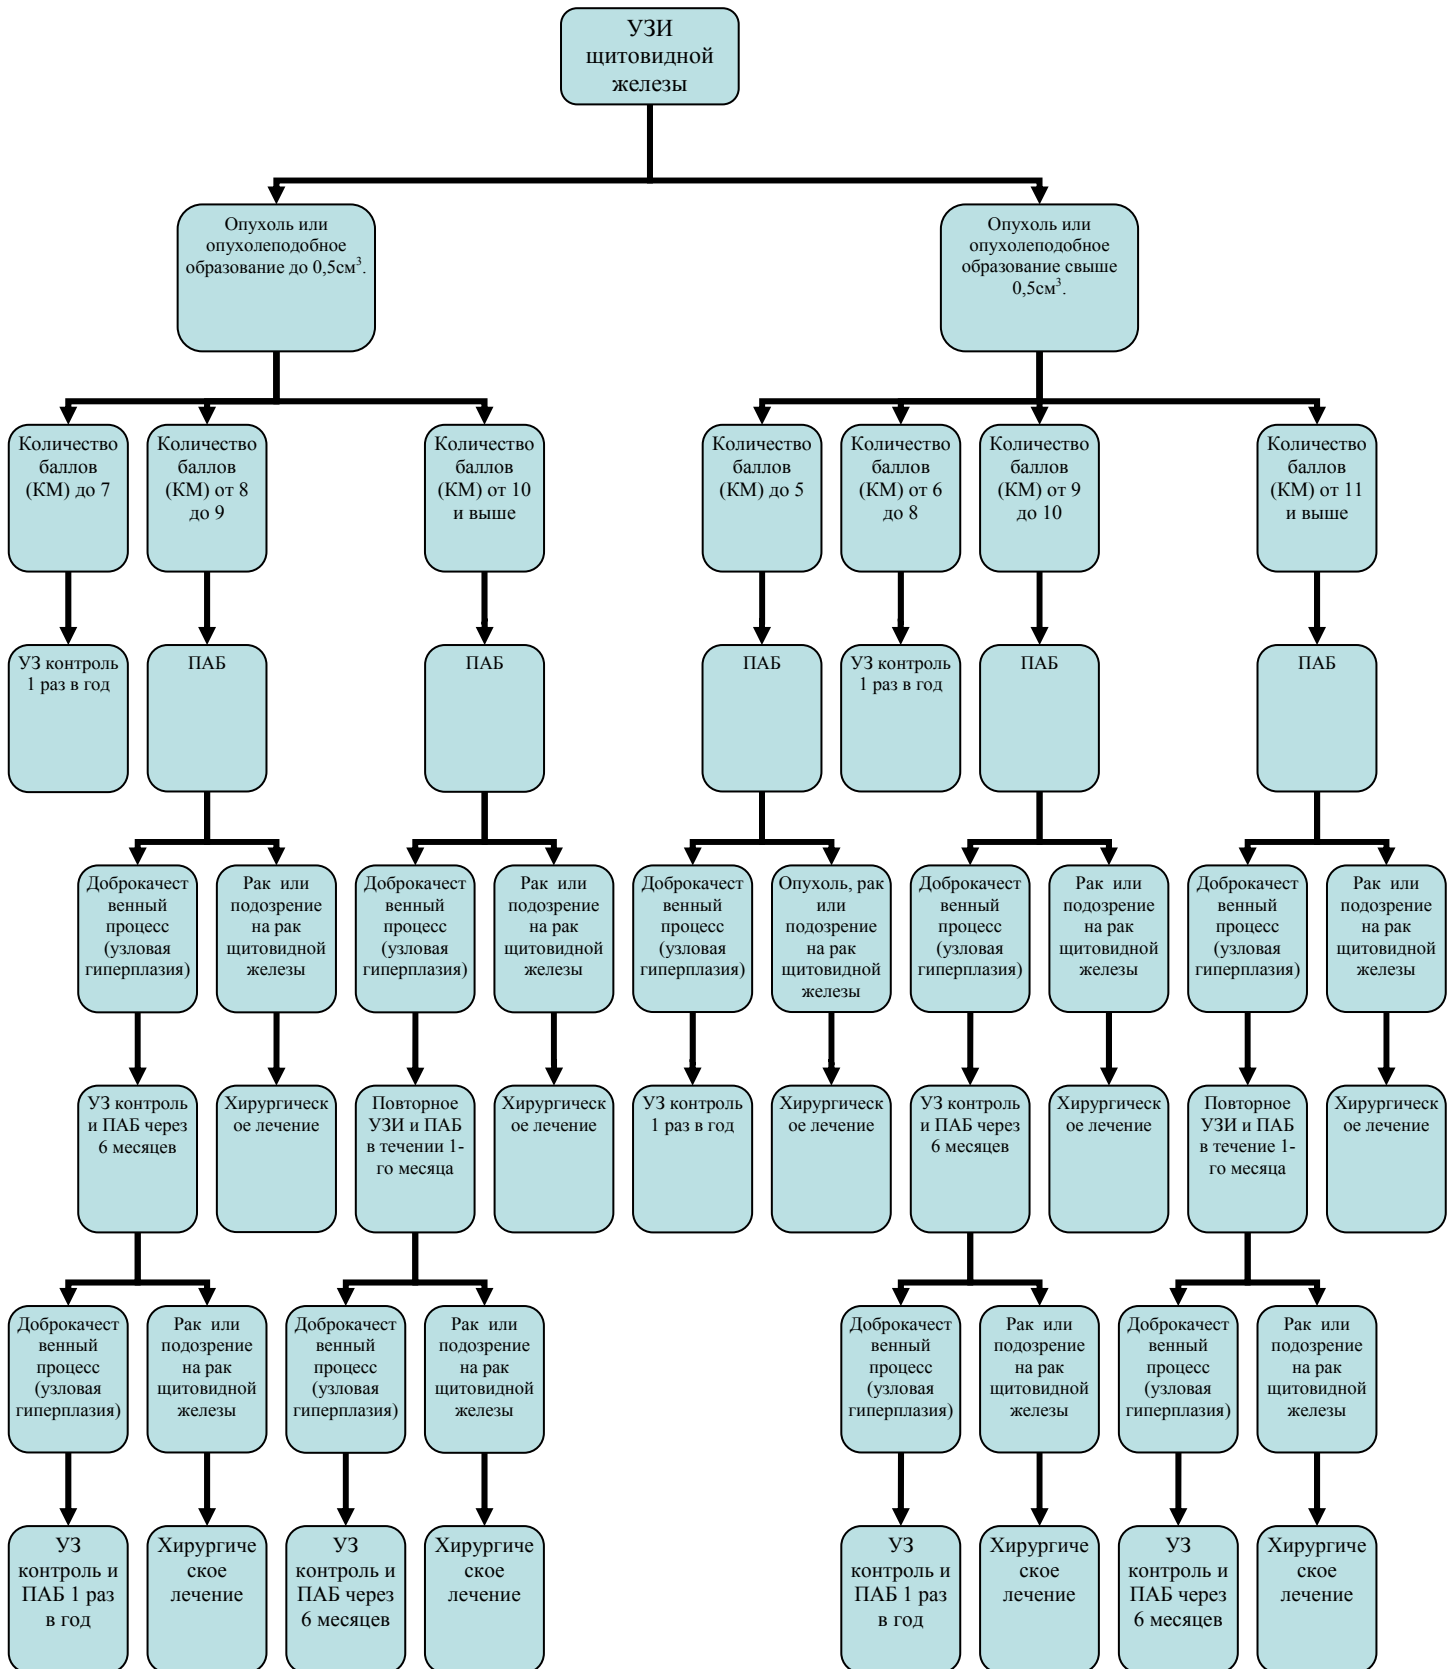 УЗИ
щитовидной
железы
Опухоль или
опухолеподобное
образование до 0,5см³.
Опухоль или
опухолеподобное
образование свыше
0,5см³.
Количество
баллов
(КМ) до 7
Количество
баллов
(КМ) от 8
до 9
Количество
баллов
(КМ) от 10
и выше
Количество
баллов
(КМ) до 5
Количество
баллов
(КМ) от 6
до 8
Количество
баллов
(КМ) от 9
до 10
Количество
баллов
(КМ) от 11
и выше
УЗ контроль
1 раз в год
ПАБ
ПАБ
ПАБ
УЗ контроль
1 раз в год
ПАБ
ПАБ
Доброкачест
венный
процесс
(узловая
гиперплазия)
Рак или
подозрение
на рак
щитовидной
железы
Доброкачест
венный
процесс
(узловая
гиперплазия)
Рак или
подозрение
на рак
щитовидной
железы
Доброкачест
венный
процесс
(узловая
гиперплазия)
Опухоль, рак
или
подозрение
на рак
щитовидной
железы
Доброкачест
венный
процесс
(узловая
гиперплазия)
Рак или
подозрение
на рак
щитовидной
железы
Доброкачест
венный
процесс
(узловая
гиперплазия)
Рак или
подозрение
на рак
щитовидной
железы
УЗ контроль
и ПАБ через
6 месяцев
Хирургическ
ое лечение
Повторное
УЗИ и ПАБ
в течении 1-
го месяца
Хирургическ
ое лечение
УЗ контроль
1 раз в год
Хирургическ
ое лечение
УЗ контроль
и ПАБ через
6 месяцев
Хирургическ
ое лечение
Повторное
УЗИ и ПАБ
в течение 1-
го месяца
Хирургическ
ое лечение
Доброкачест
венный
процесс
(узловая
гиперплазия)
Рак или
подозрение
на рак
щитовидной
железы
Доброкачест
венный
процесс
(узловая
гиперплазия)
Рак или
подозрение
на рак
щитовидной
железы
Доброкачест
венный
процесс
(узловая
гиперплазия)
Рак или
подозрение
на рак
щитовидной
железы
Доброкачест
венный
процесс
(узловая
гиперплазия)
Рак или
подозрение
на рак
щитовидной
железы
УЗ
контроль и
ПАБ 1 раз
в год
Хирургиче
ское
лечение
УЗ
контроль и
ПАБ через
6 месяцев
Хирургиче
ское
лечение
УЗ
контроль и
ПАБ 1 раз
в год
Хирургиче
ское
лечение
УЗ
контроль и
ПАБ через
6 месяцев
Хирургиче
ское
лечение